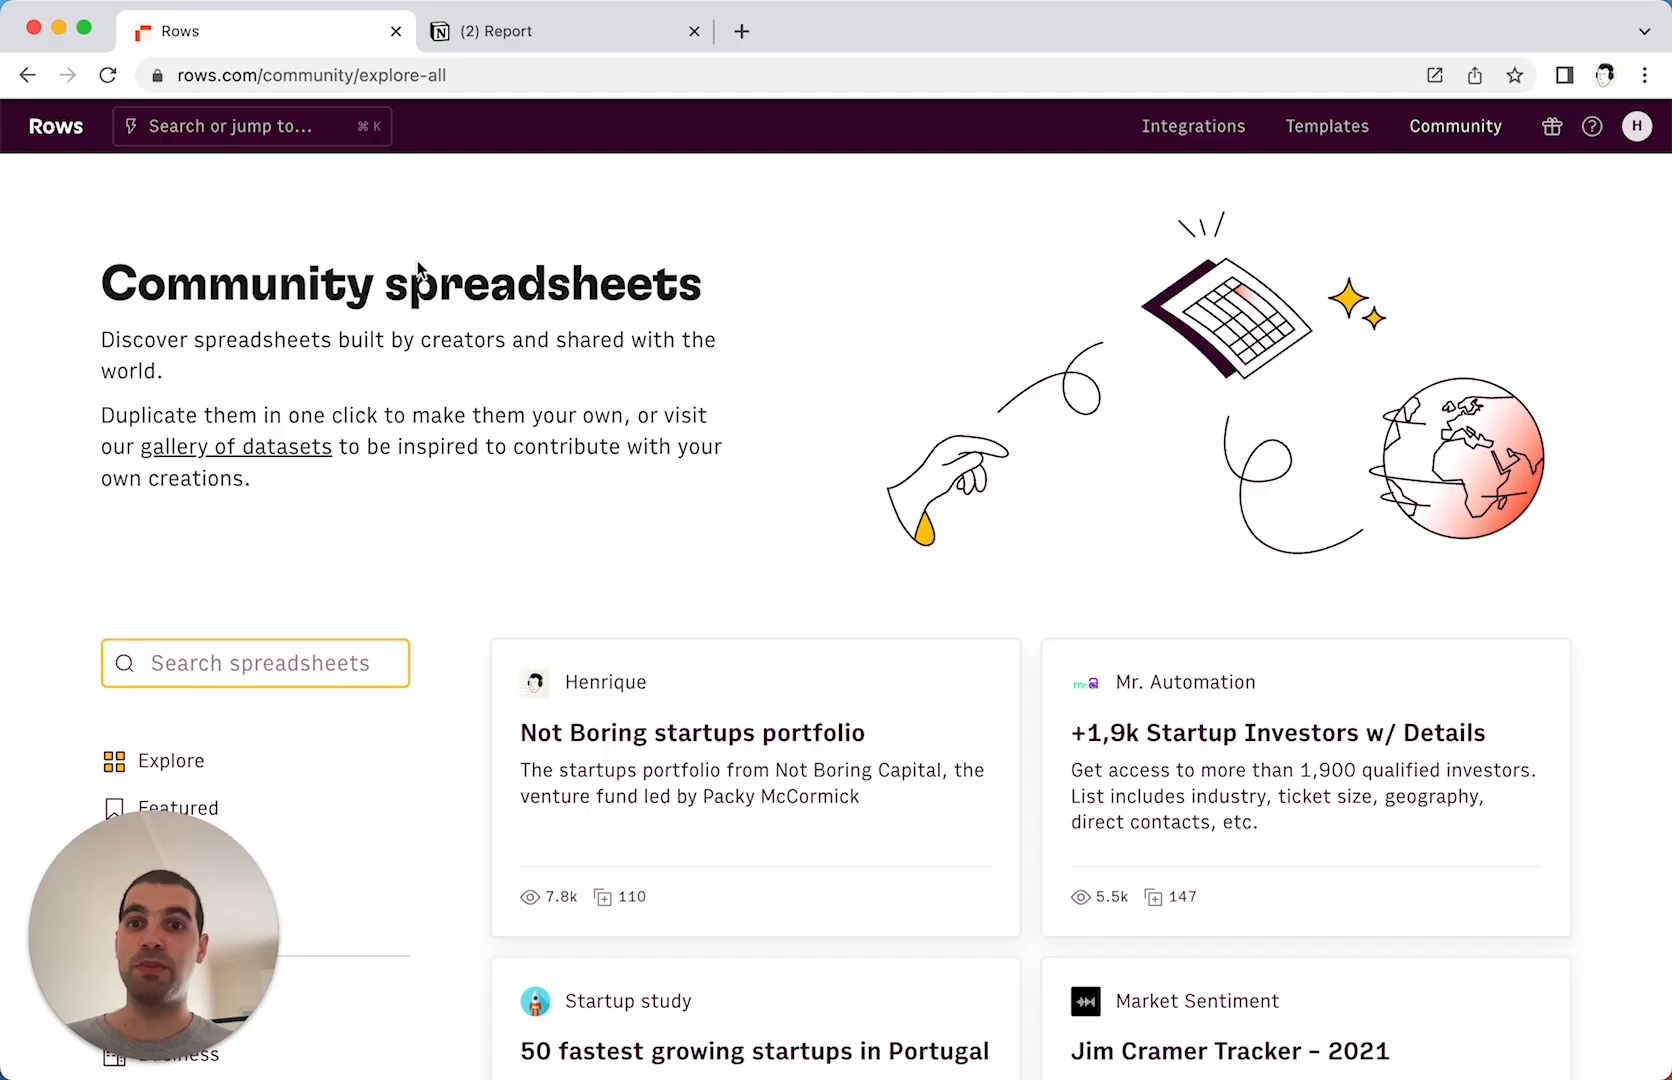 Rows
(2) Report
rows.com/community/explore-all
Rows
Search or jump to...
⌘ K
Integrations
Templates
Community
H
Community spreadsheets
Discover spreadsheets built by creators and shared with the
world.
Duplicate them in one click to make them your own, or visit
our gallery of datasets to be inspired to contribute with your
own creations.
Search spreadsheets
Explore
Featured
Henrique
Not Boring startups portfolio
The startups portfolio from Not Boring Capital, the
venture fund led by Packy McCormick
7.8k
110
Mr. Automation
+1,9k Startup Investors w/ Details
Get access to more than 1,900 qualified investors.
List includes industry, ticket size, geography,
direct contacts, etc.
5.5k
147
Startup study
50 fastest growing startups in Portugal
Market Sentiment
Jim Cramer Tracker – 2021